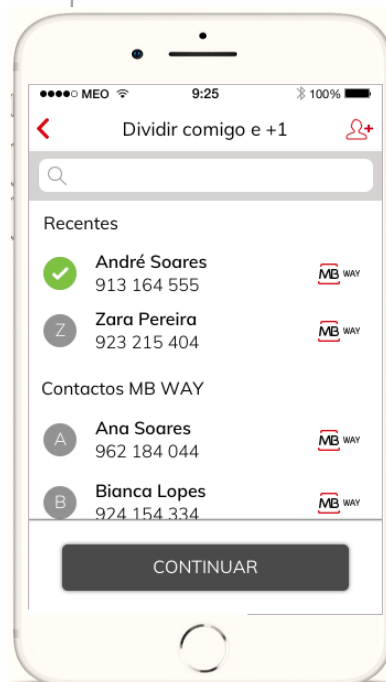 MEO 9:25 100%
Dividir comigo e +1
Recentes
André Soares
913 164 555
MB WAY
Z
Zara Pereira
923 215 404
MB WAY
Contactos MB WAY
A
Ana Soares
962 184 044
MB WAY
B
Bianca Lopes
924 154 334
MB WAY
CONTINUAR